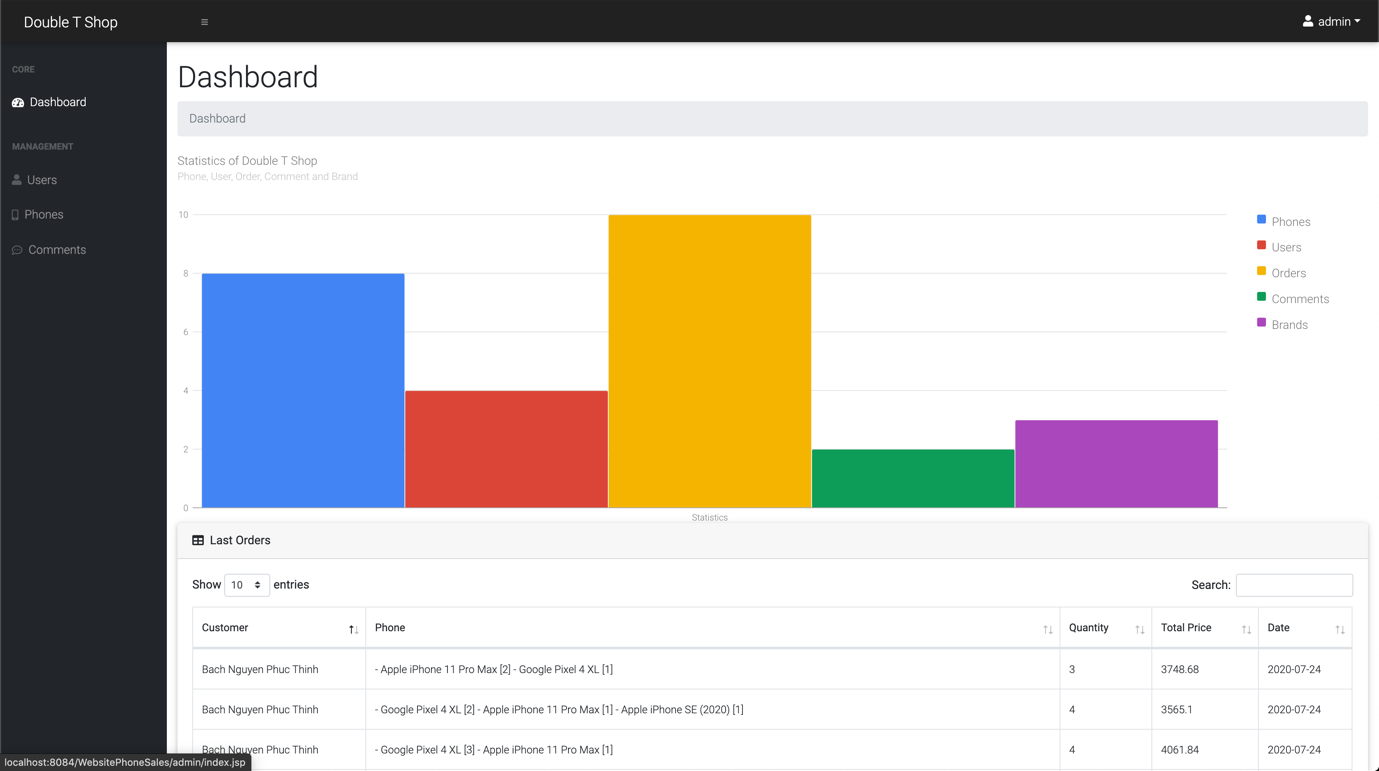 Double T Shop
admin
CORE
Dashboard
MANAGEMENT
Users
Phones
Comments
Dashboard
Dashboard
Statistics of Double T Shop
Phone, User, Order, Comment and Brand
10
8
6
4
2
0
Statistics
Phones
Users
Orders
Comments
Brands
Last Orders
Show 10 entries
Search:
Customer Phone Quantity Total Price Date
Bach Nguyen Phuc Thinh - Apple iPhone 11 Pro Max [2] - Google Pixel 4 XL [1] 3 3748.68 2020-07-24
Bach Nguyen Phuc Thinh - Google Pixel 4 XL [2] - Apple iPhone 11 Pro Max [1] - Apple iPhone SE (2020) [1] 4 3565.1 2020-07-24
Bach Nguyen Phuc Thinh - Google Pixel 4 XL [3] - Apple iPhone 11 Pro Max [1] 4 4061.84 2020-07-24
localhost:8084/WebsitePhoneSales/admin/index.jsp